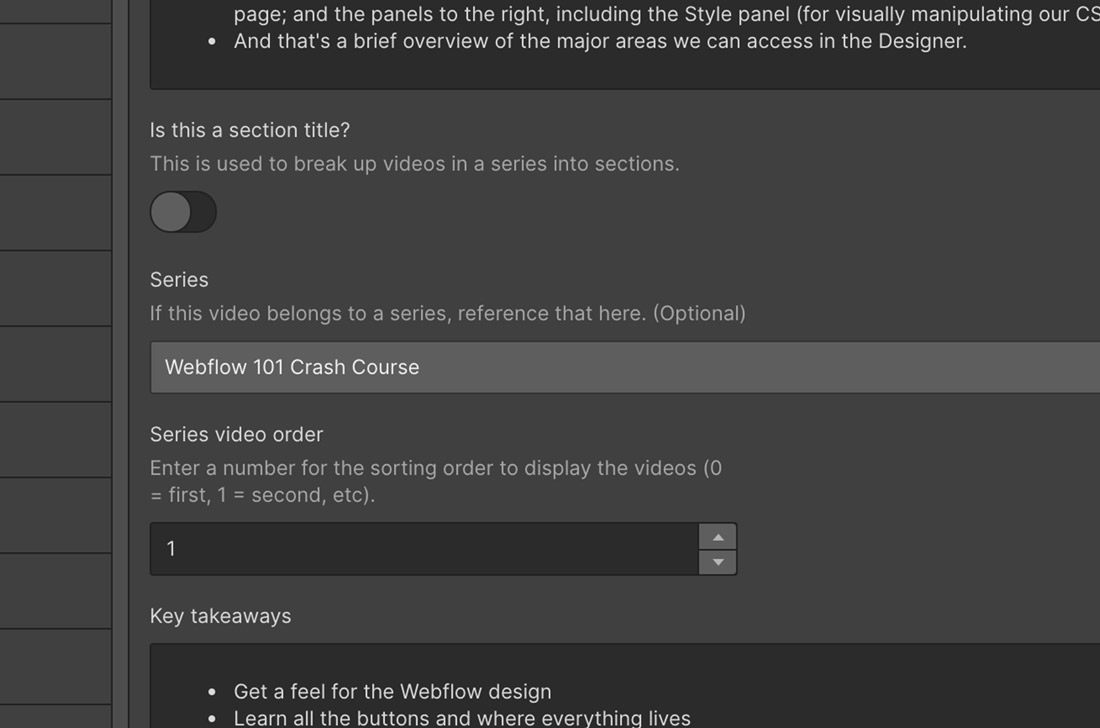 page; and the panels to the right, including the Style panel (for visually manipulating our CS
• And that's a brief overview of the major areas we can access in the Designer.
Is this a section title?
This is used to break up videos in a series into sections.
Series
If this video belongs to a series, reference that here. (Optional)
Webflow 101 Crash Course
Series video order
Enter a number for the sorting order to display the videos (0
= first, 1 = second, etc).
1
Key takeaways
• Get a feel for the Webflow design
• Learn all the buttons and where everything lives